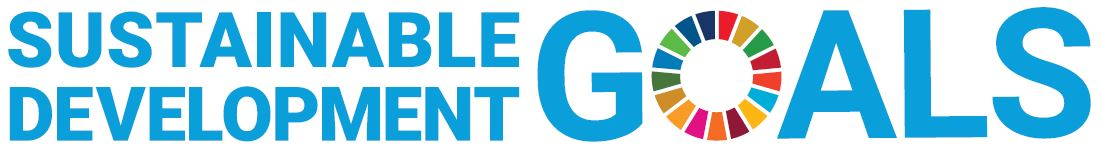 SUSTAINABLE
DEVELOPMENT
GOALS